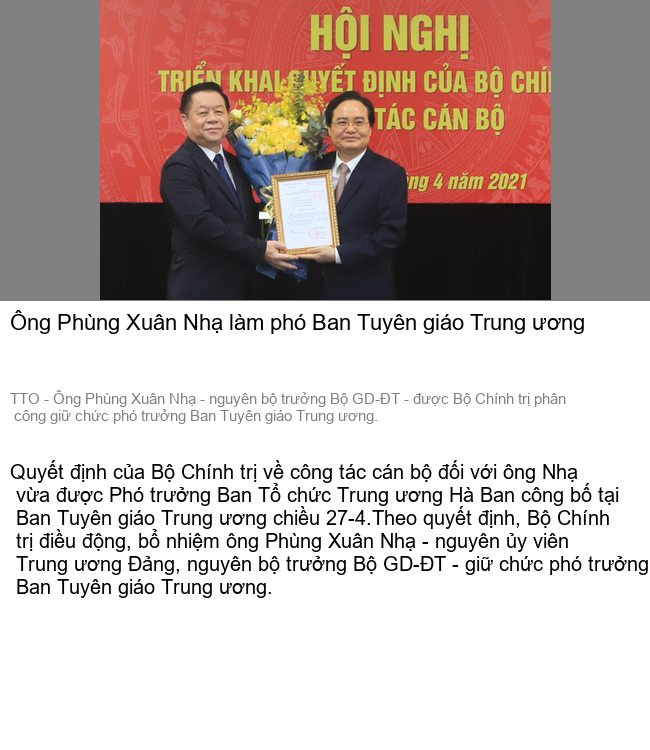 HỘI NGHỊ
TRIỂN KHAI QUYẾT ĐỊNH CỦA BỘ CHÍN
TÁC CÁN BỘ
ng 4 năm 2021
Ông Phùng Xuân Nhạ làm phó Ban Tuyên giáo Trung ương
TTO - Ông Phùng Xuân Nhạ - nguyên bộ trưởng Bộ GD-ĐT - được Bộ Chính trị phân
công giữ chức phó trưởng Ban Tuyên giáo Trung ương.
Quyết định của Bộ Chính trị về công tác cán bộ đối với ông Nhạ
vừa được Phó trưởng Ban Tổ chức Trung ương Hà Ban công bố tại
Ban Tuyên giáo Trung ương chiều 27-4.Theo quyết định, Bộ Chính
trị điều động, bổ nhiệm ông Phùng Xuân Nhạ - nguyên ủy viên
Trung ương Đảng, nguyên bộ trưởng Bộ GD-ĐT - giữ chức phó trưởng
Ban Tuyên giáo Trung ương.